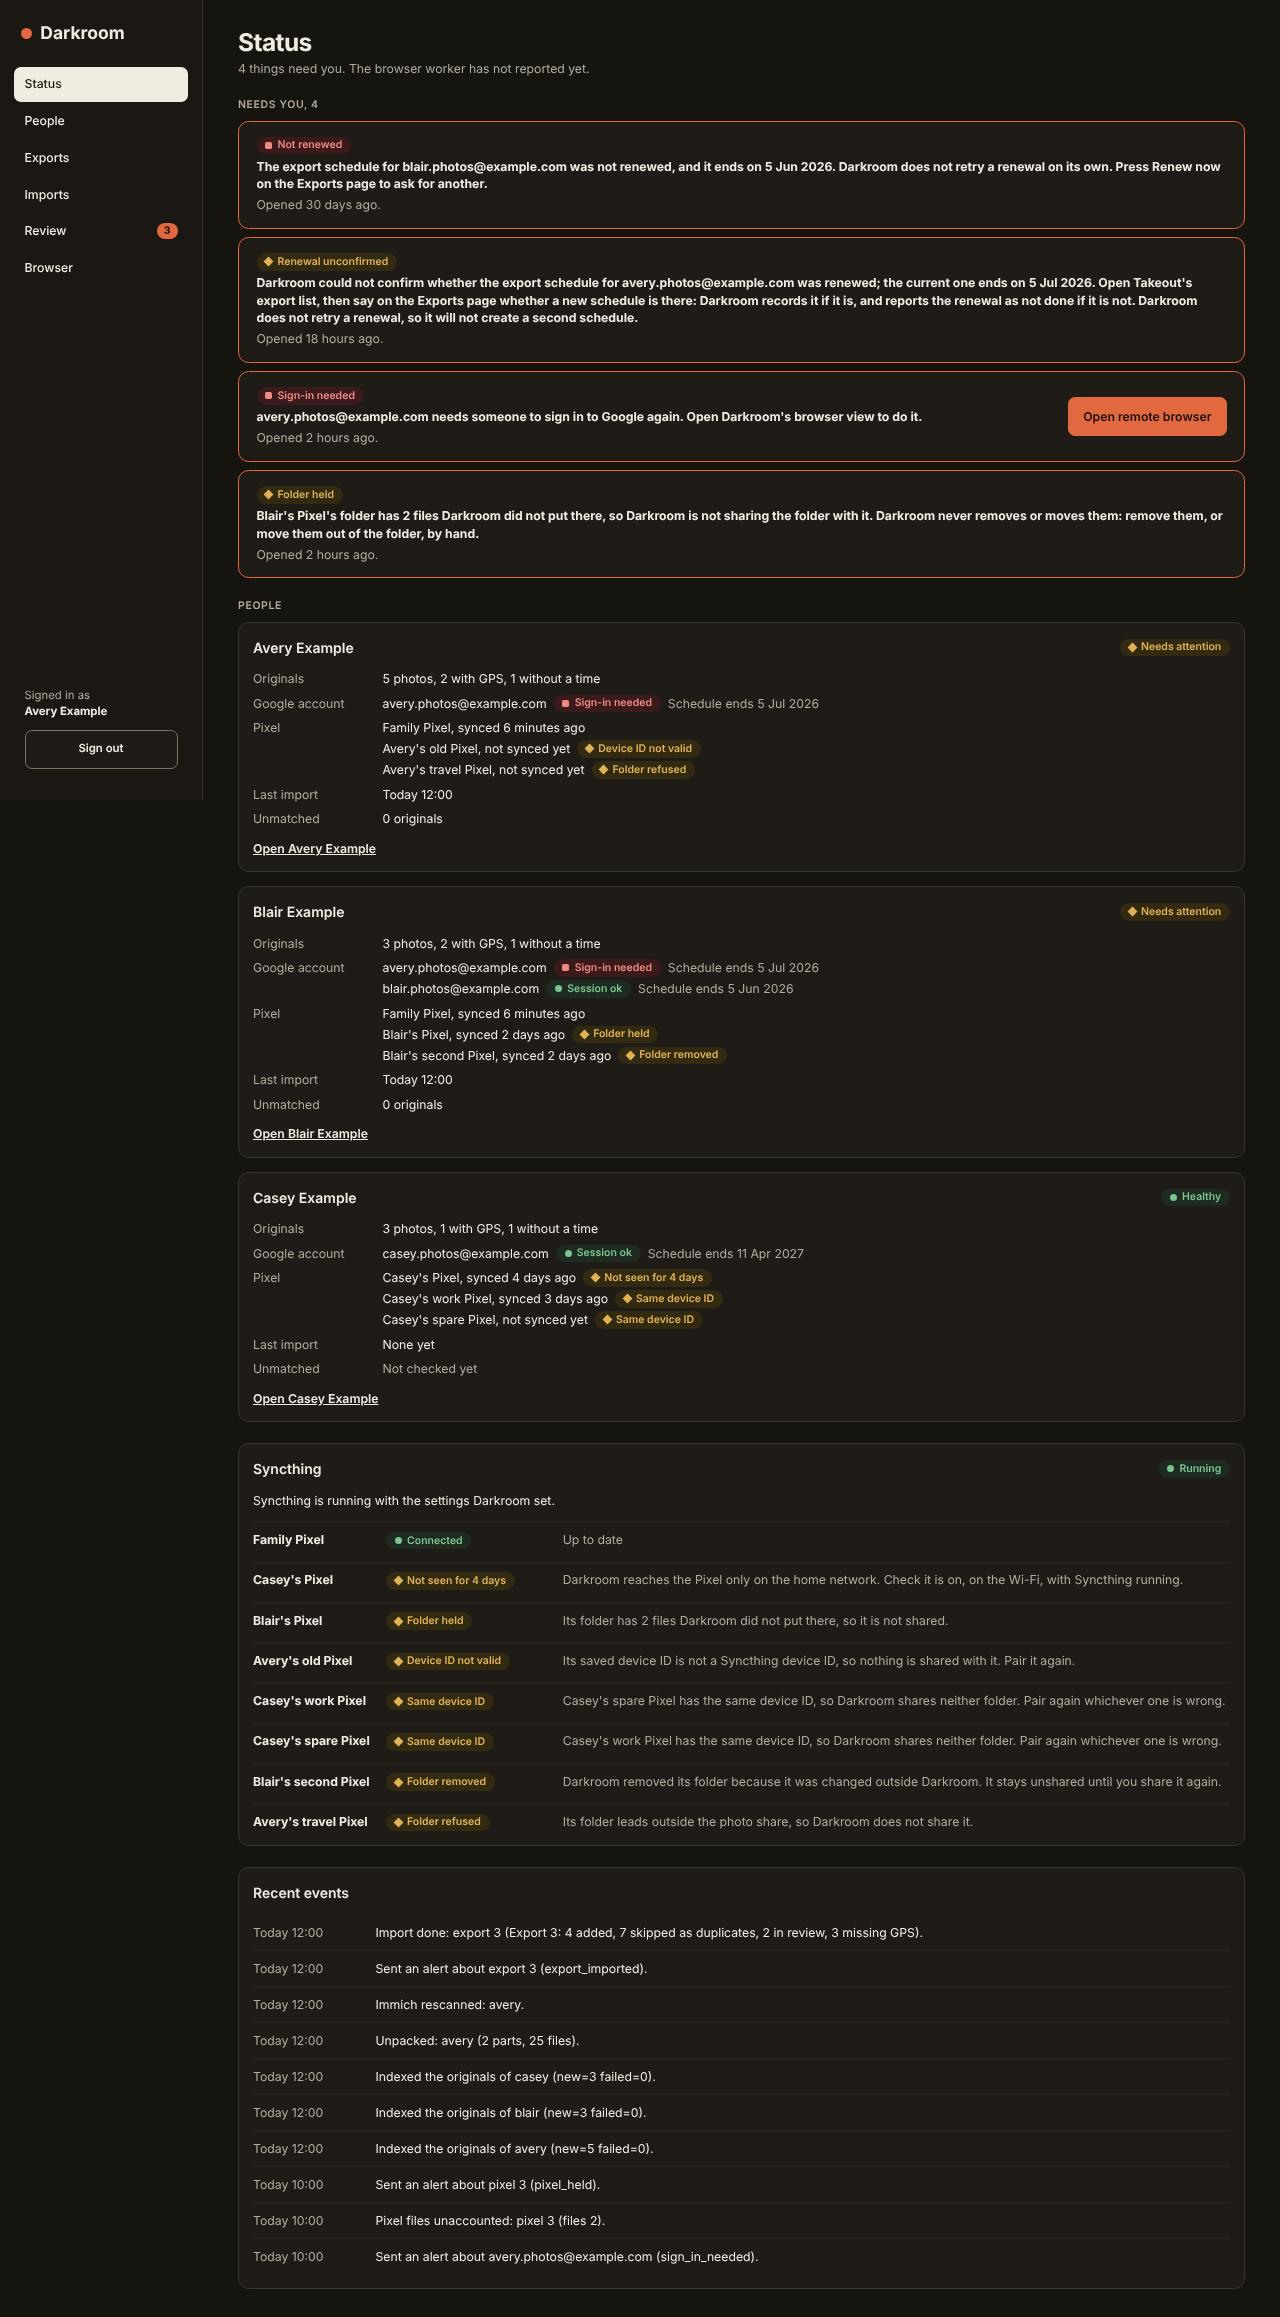 Darkroom
Status
People
Exports
Imports
Review 3
Browser
Signed in as
Avery Example
Sign out
Status
4 things need you. The browser worker has not reported yet.
NEEDS YOU, 4
Not renewed
The export schedule for blair.photos@example.com was not renewed, and it ends on 5 Jun 2026. Darkroom does not retry a renewal on its own. Press Renew now
on the Exports page to ask for another.
Opened 30 days ago.
Renewal unconfirmed
Darkroom could not confirm whether the export schedule for avery.photos@example.com was renewed; the current one ends on 5 Jul 2026. Open Takeout's
export list, then say on the Exports page whether a new schedule is there: Darkroom records it if it is, and reports the renewal as not done if it is not. Darkroom
does not retry a renewal, so it will not create a second schedule.
Opened 18 hours ago.
Sign-in needed
avery.photos@example.com needs someone to sign in to Google again. Open Darkroom's browser view to do it.
Opened 2 hours ago.
Open remote browser
Folder held
Blair's Pixel's folder has 2 files Darkroom did not put there, so Darkroom is not sharing the folder with it. Darkroom never removes or moves them: remove them, or
move them out of the folder, by hand.
Opened 2 hours ago.
PEOPLE
Avery Example Needs attention
Originals 5 photos, 2 with GPS, 1 without a time
Google account avery.photos@example.com Sign-in needed Schedule ends 5 Jul 2026
Pixel Family Pixel, synced 6 minutes ago
Avery's old Pixel, not synced yet Device ID not valid
Avery's travel Pixel, not synced yet Folder refused
Last import Today 12:00
Unmatched 0 originals
Open Avery Example
Blair Example Needs attention
Originals 3 photos, 2 with GPS, 1 without a time
Google account avery.photos@example.com Sign-in needed Schedule ends 5 Jul 2026
blair.photos@example.com Session ok Schedule ends 5 Jun 2026
Pixel Family Pixel, synced 6 minutes ago
Blair's Pixel, synced 2 days ago Folder held
Blair's second Pixel, synced 2 days ago Folder removed
Last import Today 12:00
Unmatched 0 originals
Open Blair Example
Casey Example Healthy
Originals 3 photos, 1 with GPS, 1 without a time
Google account casey.photos@example.com Session ok Schedule ends 11 Apr 2027
Pixel Casey's Pixel, synced 4 days ago Not seen for 4 days
Casey's work Pixel, synced 3 days ago Same device ID
Casey's spare Pixel, not synced yet Same device ID
Last import None yet
Unmatched Not checked yet
Open Casey Example
Syncthing Running
Syncthing is running with the settings Darkroom set.
Family Pixel Connected Up to date
Casey's Pixel Not seen for 4 days Darkroom reaches the Pixel only on the home network. Check it is on, on the Wi-Fi, with Syncthing running.
Blair's Pixel Folder held Its folder has 2 files Darkroom did not put there, so it is not shared.
Avery's old Pixel Device ID not valid Its saved device ID is not a Syncthing device ID, so nothing is shared with it. Pair it again.
Casey's work Pixel Same device ID Casey's spare Pixel has the same device ID, so Darkroom shares neither folder. Pair again whichever one is wrong.
Casey's spare Pixel Same device ID Casey's work Pixel has the same device ID, so Darkroom shares neither folder. Pair again whichever one is wrong.
Blair's second Pixel Folder removed Darkroom removed its folder because it was changed outside Darkroom. It stays unshared until you share it again.
Avery's travel Pixel Folder refused Its folder leads outside the photo share, so Darkroom does not share it.
Recent events
Today 12:00 Import done: export 3 (Export 3: 4 added, 7 skipped as duplicates, 2 in review, 3 missing GPS).
Today 12:00 Sent an alert about export 3 (export_imported).
Today 12:00 Immich rescanned: avery.
Today 12:00 Unpacked: avery (2 parts, 25 files).
Today 12:00 Indexed the originals of casey (new=3 failed=0).
Today 12:00 Indexed the originals of blair (new=3 failed=0).
Today 12:00 Indexed the originals of avery (new=5 failed=0).
Today 10:00 Sent an alert about pixel 3 (pixel_held).
Today 10:00 Pixel files unaccounted: pixel 3 (files 2).
Today 10:00 Sent an alert about avery.photos@example.com (sign_in_needed).